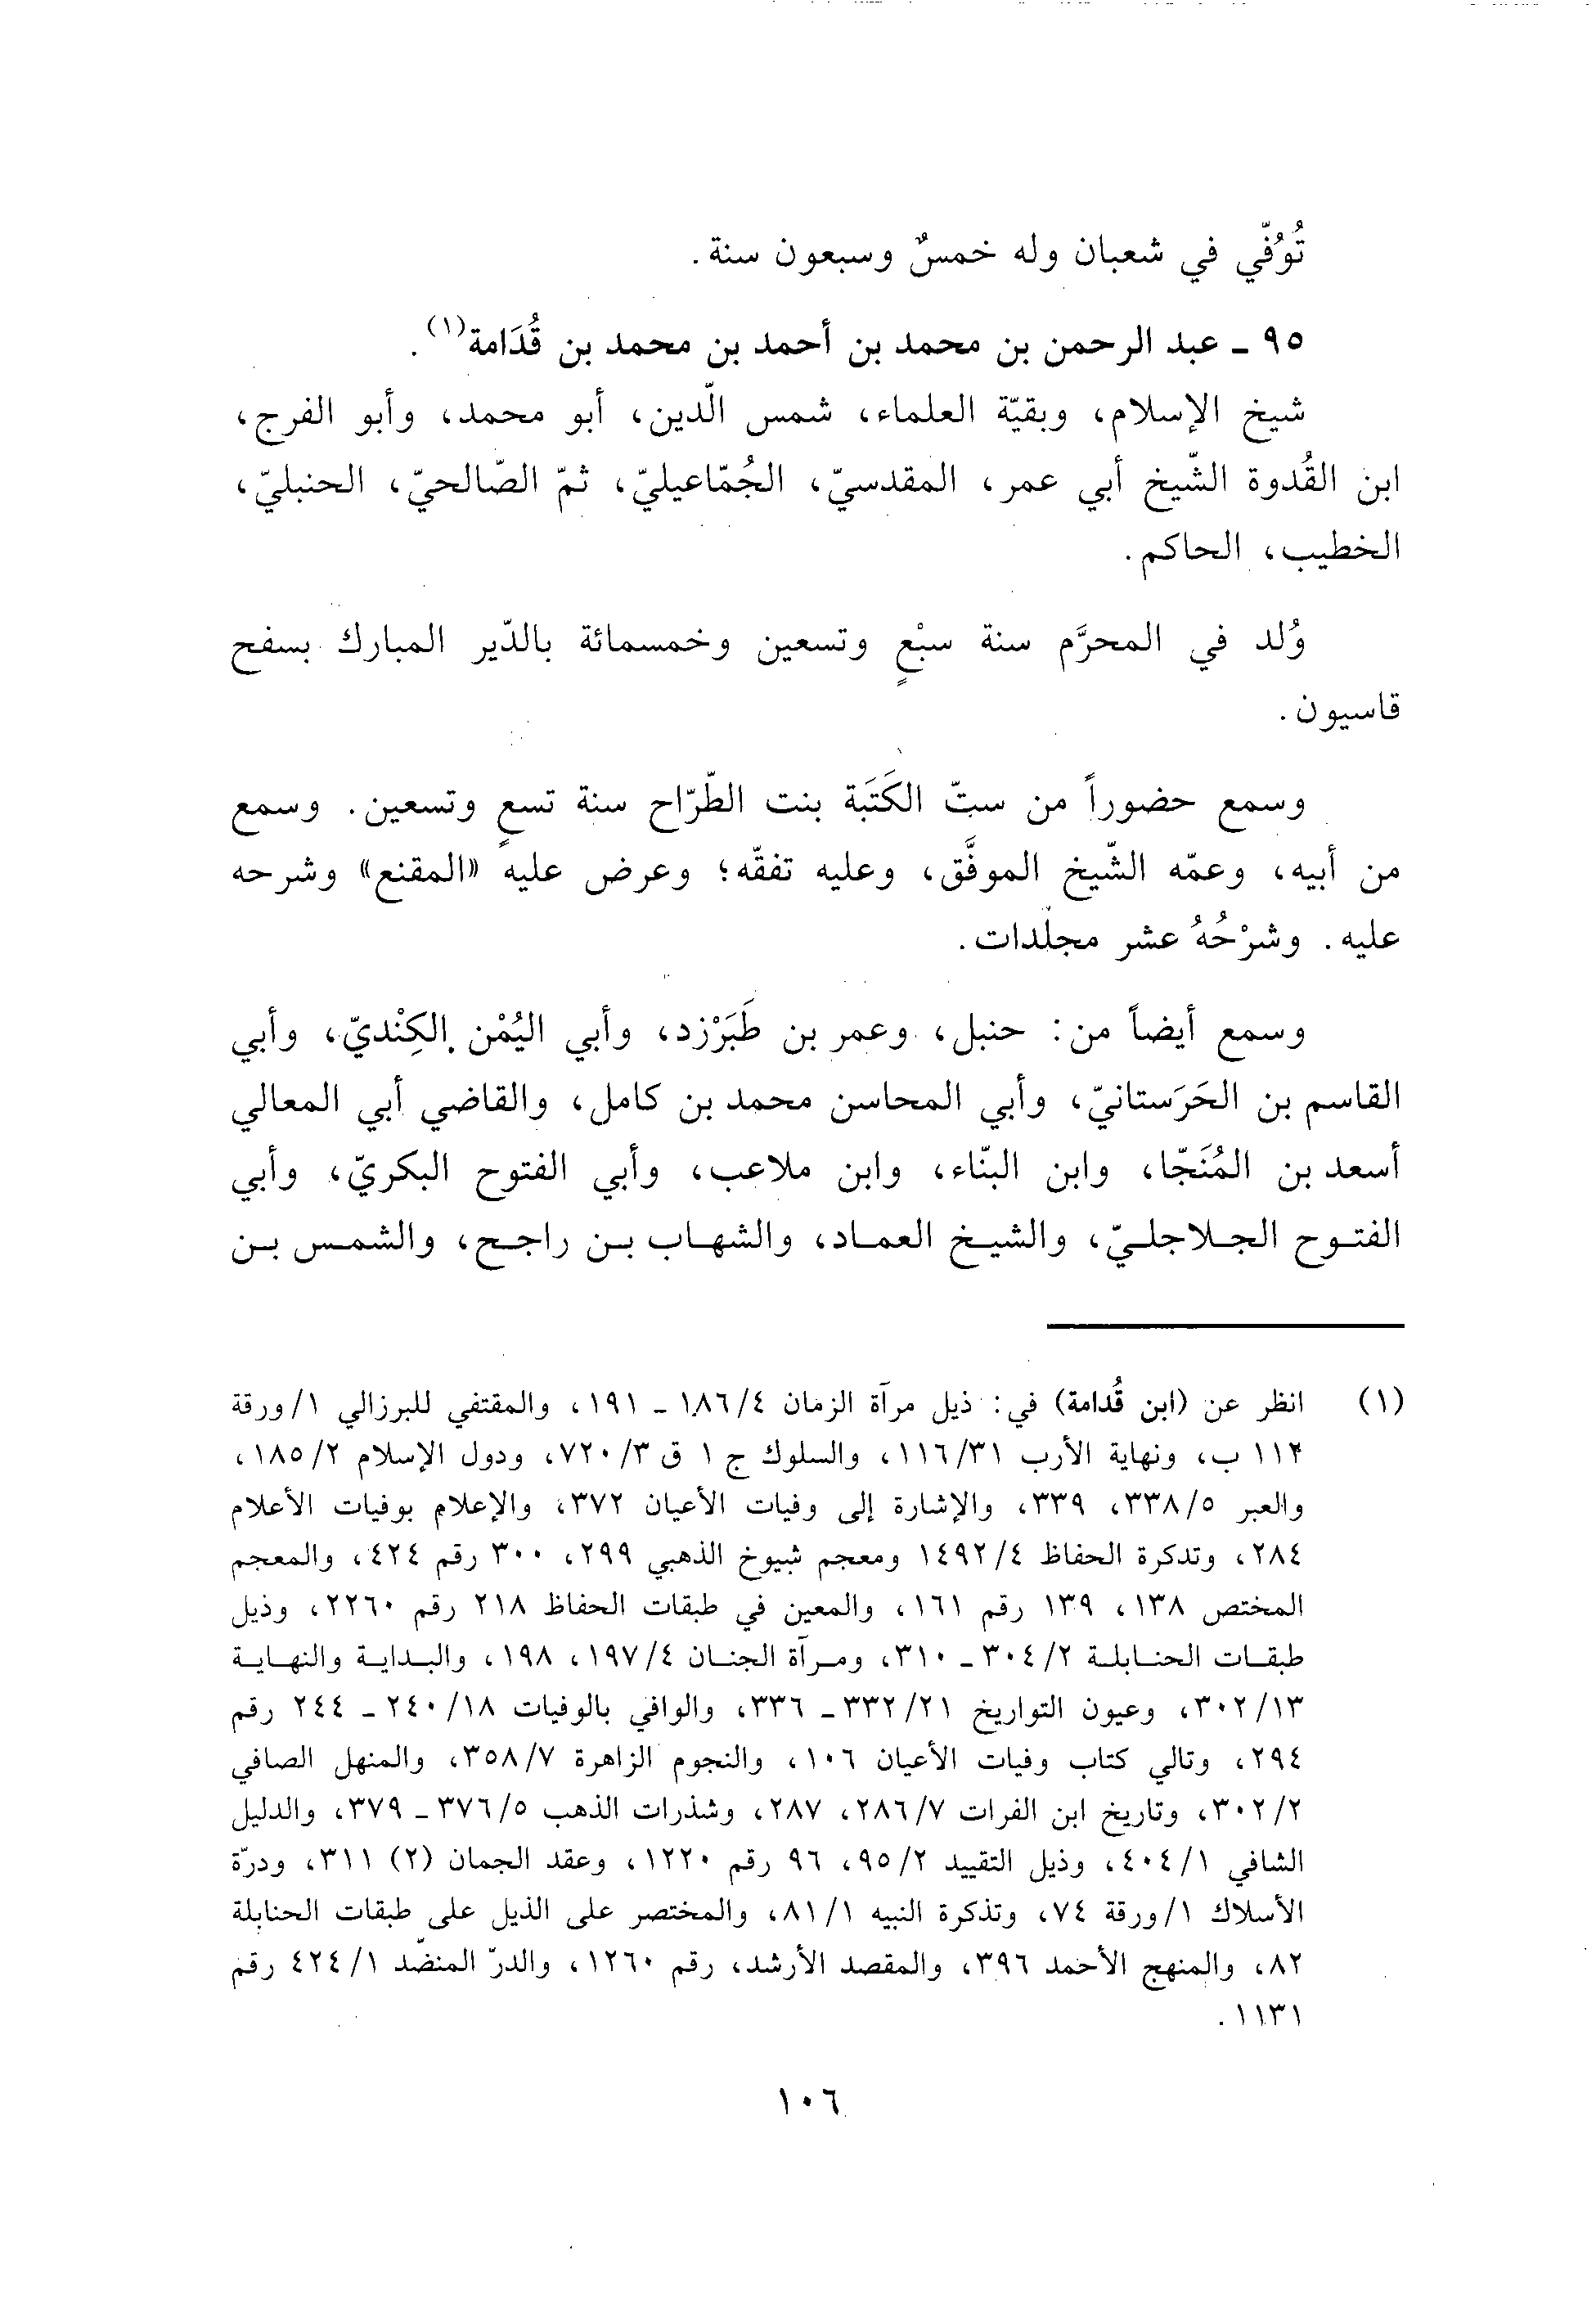 تُوُفّي في شعبان وله خمسٌ وسبعون سنة.
٩٥ ـ عبد الرحمن بن محمد بن أحمد بن محمد بن قُدَامة(١).
شيخ الإسلام، وبقيّة العلماء، شمس الّدين، أبو محمد، وأبو الفرج،
ابن القُدوة الشّيخ أبي عمر، المقدسيّ، الجُمّاعيليّ، ثمّ الصّالحيّ، الحنبليّ،
الخطيب، الحاكم.
وُلد في المحرَّم سنة سبْعٍ وتسعين وخمسمائة بالدّير المبارك بسفح
قاسيون.
وسمع حضوراً من ستّ الكَتَبَة بنت الطّرّاح سنة تسعٍ وتسعين. وسمع
من أبيه، وعمّه الشّيخ الموفَّق، وعليه تفقّه؛ وعرض عليه «المقنع» وشرحه
عليه. وشرْحُهُ عشر مجلّدات.
وسمع أيضاً من: حنبل، وعمر بن طَبَرْزد، وأبي اليُمْن الكِنْديّ، وأبي
القاسم بن الحَرَستانيّ، وأبي المحاسن محمد بن كامل، والقاضي أبي المعالي
أسعد بن المُنَجّا، وابن البنّاء، وابن ملاعب، وأبي الفتوح البكريّ، وأبي
الفتوح الجلاجليّ، والشيخ العماد، والشهاب بن راجح، والشمس بن
(١) انظر عن (ابن قُدامة) في: ذيل مرآة الزمان ١٨٦/٤ ـ ١٩١، والمقتفي للبرزالي ١/ورقة
١١٤ ب، ونهاية الأرب ١١٦/٣١، والسلوك ج ١ ق ٧٢٠/٣، ودول الإسلام ١٨٥/٢،
والعبر ٣٣٨/٥، ٣٣٩، والإشارة إلى وفيات الأعيان ٣٧٢، والإعلام بوفيات الأعلام
٢٨٤، وتدكرة الحفاظ ١٤٩٢/٤ ومعجم شيوخ الذهبي ٢٩٩، ٣٠٠ رقم ٤٢٤، والمعجم
المختص ١٣٨، ١٣٩ رقم ١٦١، والمعين في طبقات الحفاظ ٢١٨ رقم ٢٢٦٠، وذيل
طبقات الحنابلة ٣٠٤/٢ ـ ٣١٠، ومرآة الجنان ١٩٧/٤، ١٩٨، والبداية والنهاية
٣٠٢/١٣، وعيون التواريخ ٣٣٢/٢١ ـ ٣٣٦، والوافي بالوفيات ٢٤٠/١٨ ـ ٢٤٤ رقم
٢٩٤، وتالي كتاب وفيات الأعيان ١٠٦، والنجوم الزاهرة ٣٥٨/٧، والمنهل الصافي
٣٠٢/٢، وتاريخ ابن الفرات ٢٨٦/٧، ٢٨٧، وشذرات الذهب ٣٧٦/٥ ـ ٣٧٩، والدليل
الشافي ٤٠٤/١، وذيل التقييد ٩٥/٢، ٩٦ رقم ١٢٢٠، وعقد الجمان (٢) ٣١١، ودرّة
الأسلاك ١/ورقة ٧٤، وتذكرة النبيه ٨١/١، والمختصر على الذيل على طبقات الحنابلة
٨٢، والمنهج الأحمد ٣٩٦، والمقصد الأرشد، رقم ١٢٦٠، والدرّ المنضّد ٤٢٤/١ رقم
١١٣١.
١٠٦